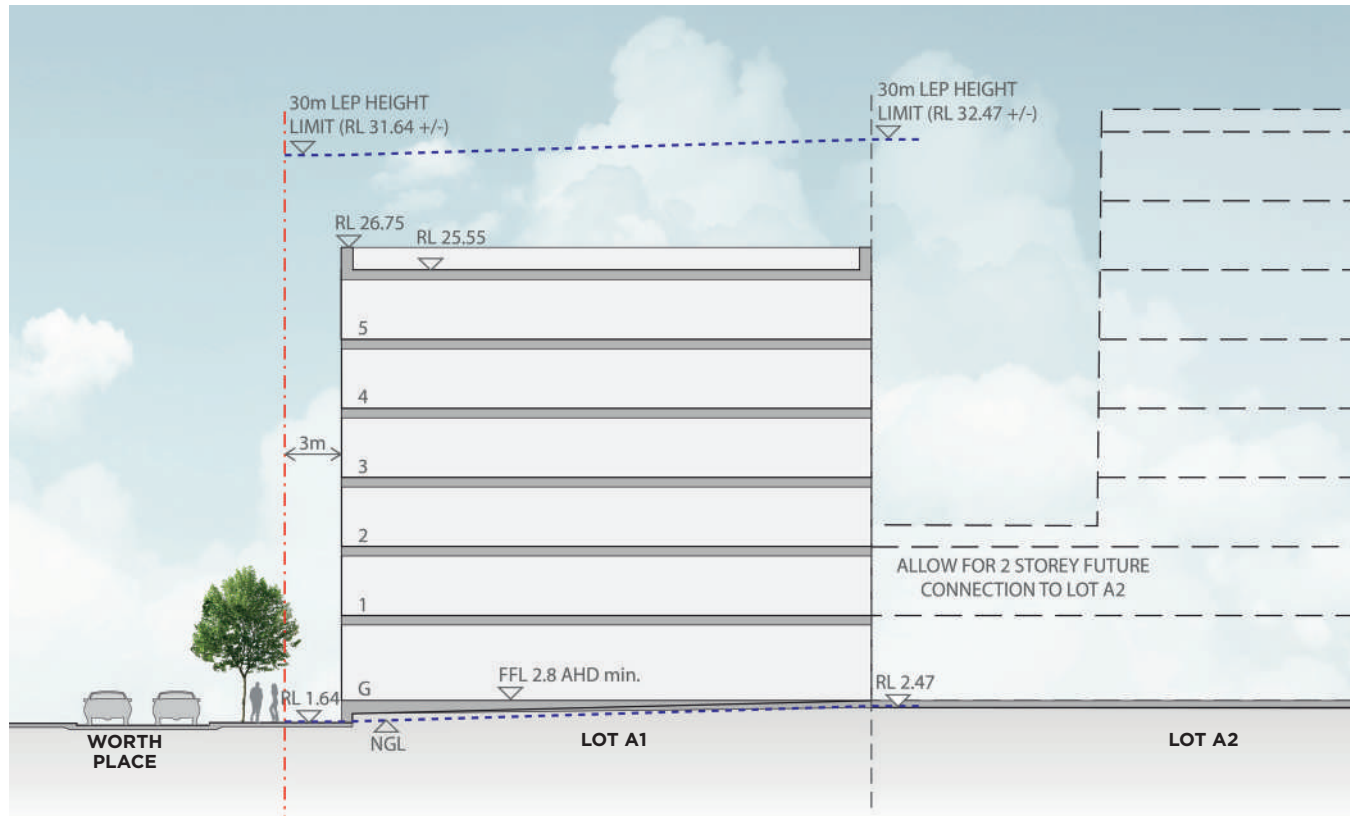 30m LEP HEIGHT
LIMIT (RL 31.64 +/-)
30m LEP HEIGHT
LIMIT (RL 32.47 +/-)
RL 26.75
RL 25.55
5
4
3m
3
2
ALLOW FOR 2 STOREY FUTURE
CONNECTION TO LOT A2
1
FFL 2.8 AHD min.
G
RL 1.64
RL 2.47
NGL
WORTH
PLACE
LOT A1
LOT A2